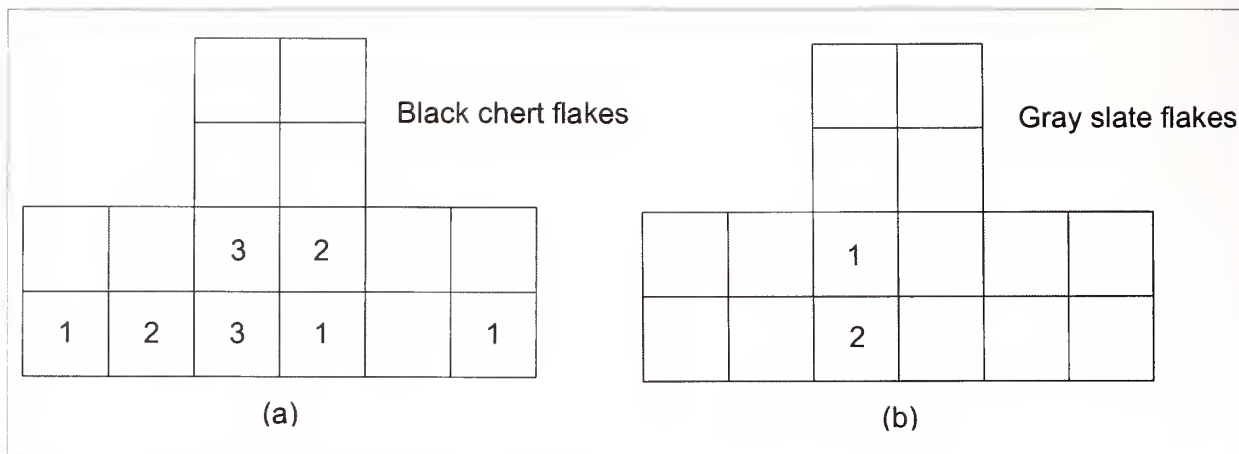 Black chert flakes
3 2
1 2 3 1 1
(a)
Gray slate flakes
1
2
(b)